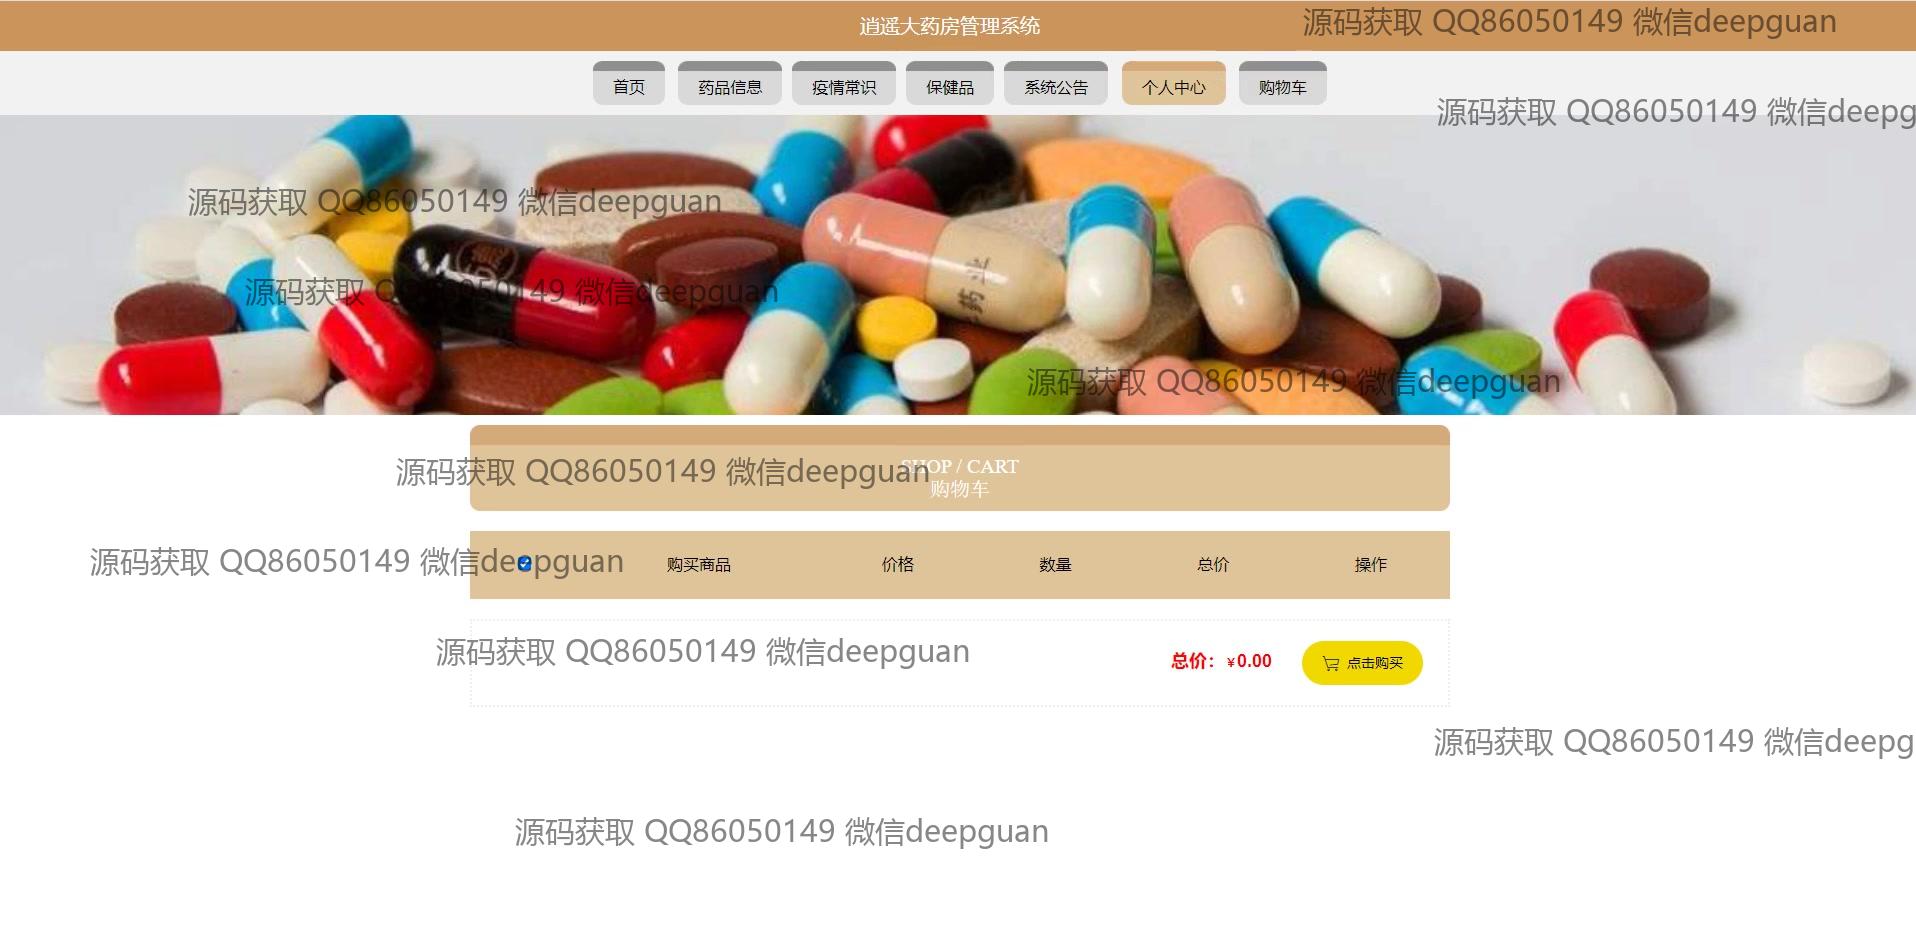 逍遥大药房管理系统
源码获取 QQ86050149 微信deepguan
首页
药品信息
疫情常识
保健品
系统公告
个人中心
购物车
源码获取 QQ86050149 微信deepg
源码获取 QQ86050149 微信deepguan
源码获取 QQ86050149 微信deepguan
源码获取 QQ86050149 微信deepguan
SHOP / CART
源码获取 QQ86050149 微信deepguan
购物车
源码获取 QQ86050149 微信deepguan
购买商品
价格
数量
总价
操作
源码获取 QQ86050149 微信deepguan
总价：¥0.00
点击购买
源码获取 QQ86050149 微信deepg
源码获取 QQ86050149 微信deepguan